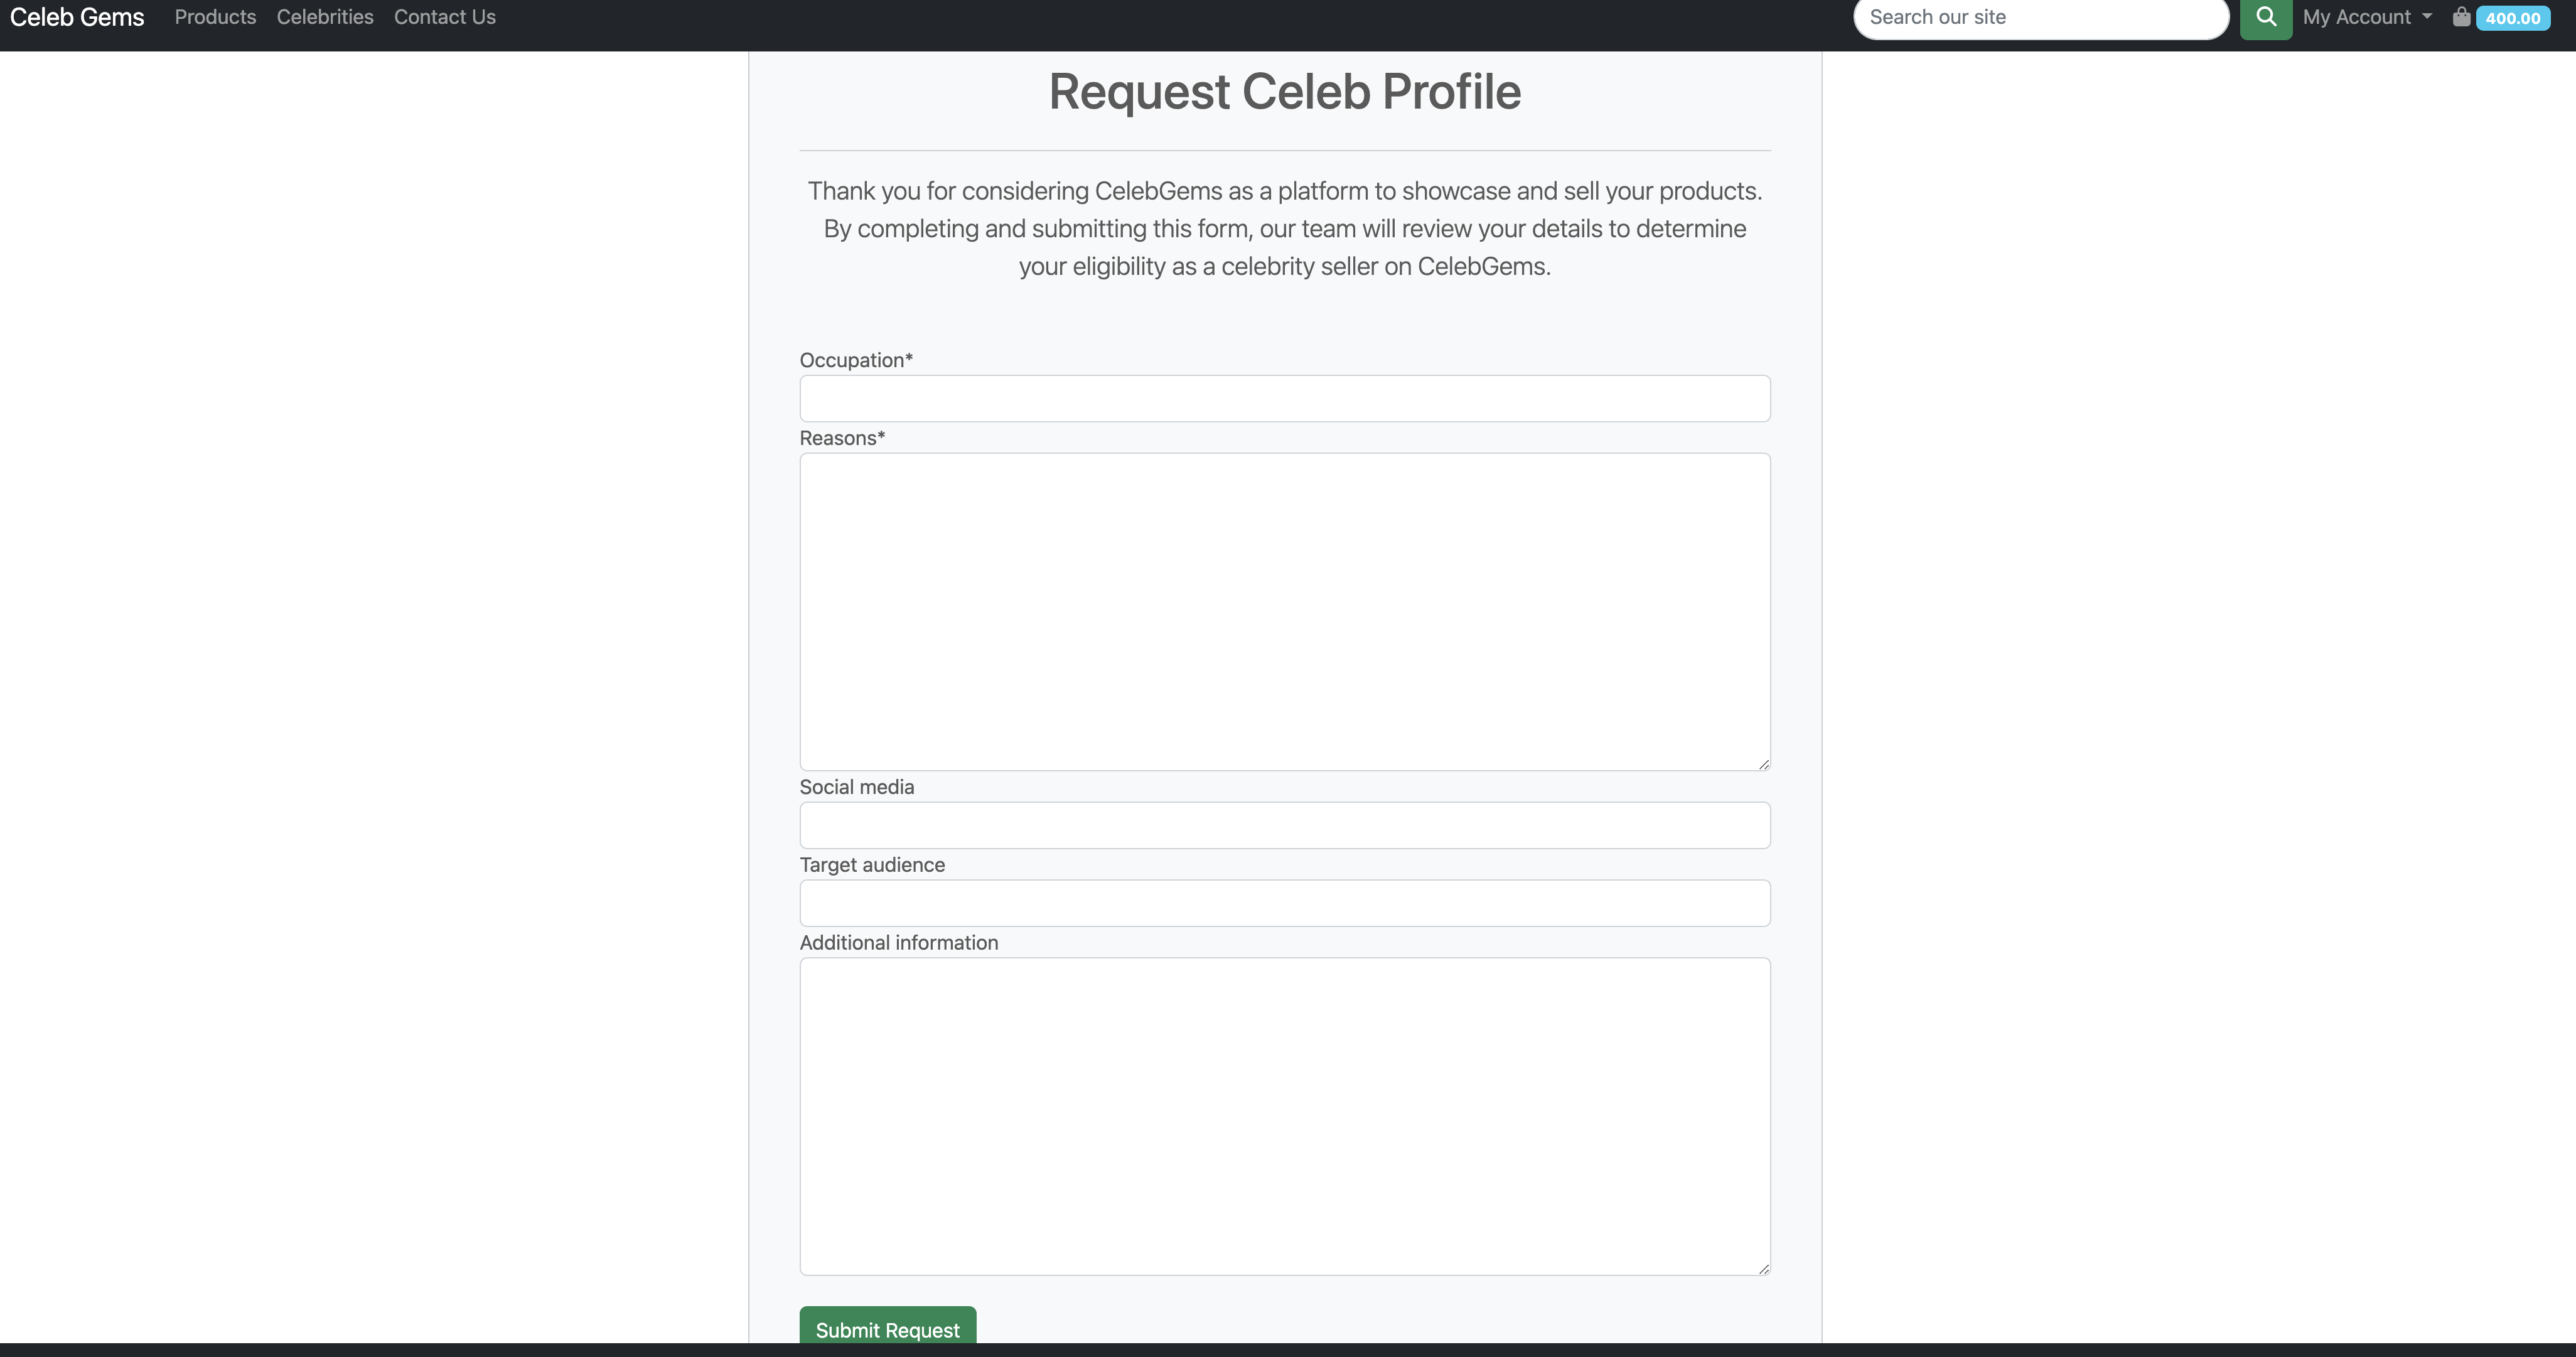 Celeb Gems Products Celebrities Contact Us Search our site My Account 400.00
Request Celeb Profile
Thank you for considering CelebGems as a platform to showcase and sell your products.
By completing and submitting this form, our team will review your details to determine
your eligibility as a celebrity seller on CelebGems.
Occupation*
Reasons*
Social media
Target audience
Additional information
Submit Request